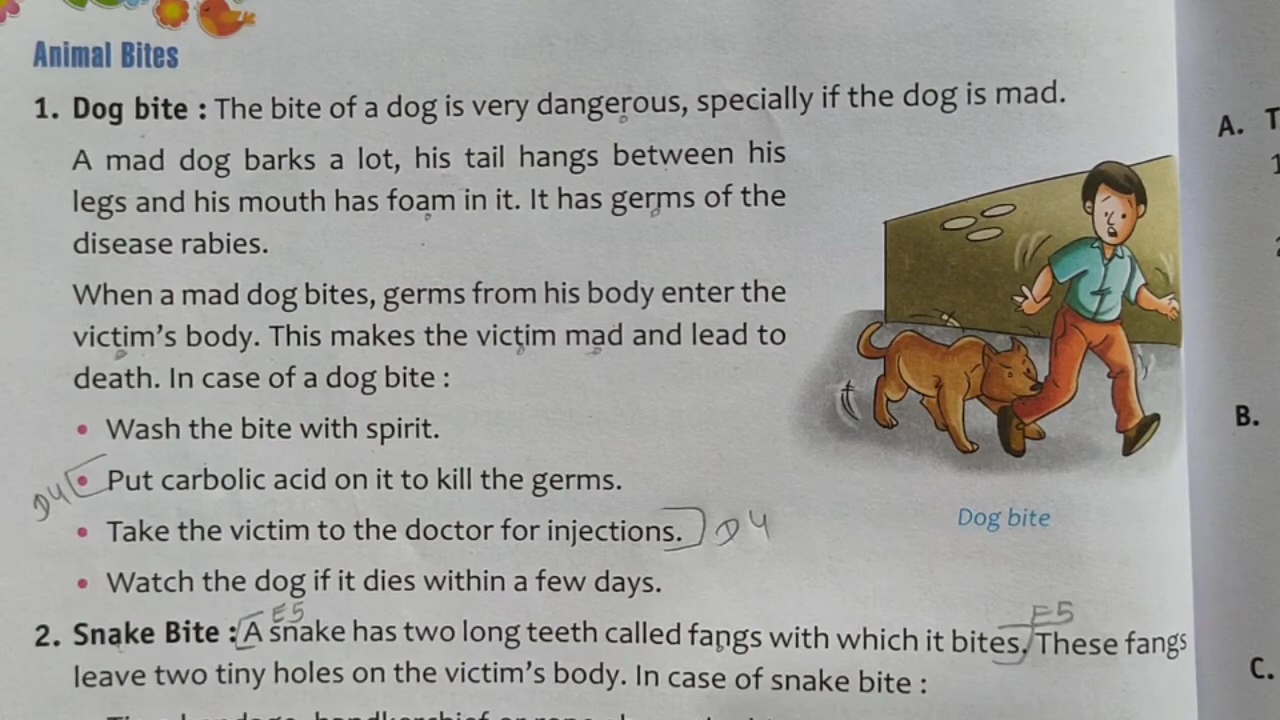 Animal Bites
1. Dog bite : The bite of a dog is very dangerous, specially if the dog is mad.
A mad dog barks a lot, his tail hangs between his
legs and his mouth has foam in it. It has germs of the
disease rabies.
When a mad dog bites, germs from his body enter the
victim's body. This makes the victim mad and lead to
death. In case of a dog bite :
• Wash the bite with spirit.
D4 • Put carbolic acid on it to kill the germs.
• Take the victim to the doctor for injections. D4
• Watch the dog if it dies within a few days.
Dog bite
E5 E5
2. Snake Bite : A snake has two long teeth called fangs with which it bites. These fangs
leave two tiny holes on the victim's body. In case of snake bite :
A. T
B.
C.